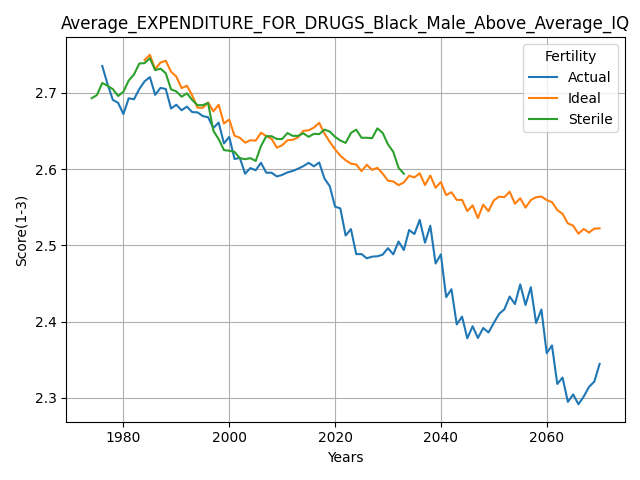 Average_EXPENDITURE_FOR_DRUGS_Black_Male_Above_Average_IQ
Fertility
Actual
Ideal
Sterile
Score(1-3)
2.7
2.6
2.5
2.4
2.3
1980 2000 2020 2040 2060
Years